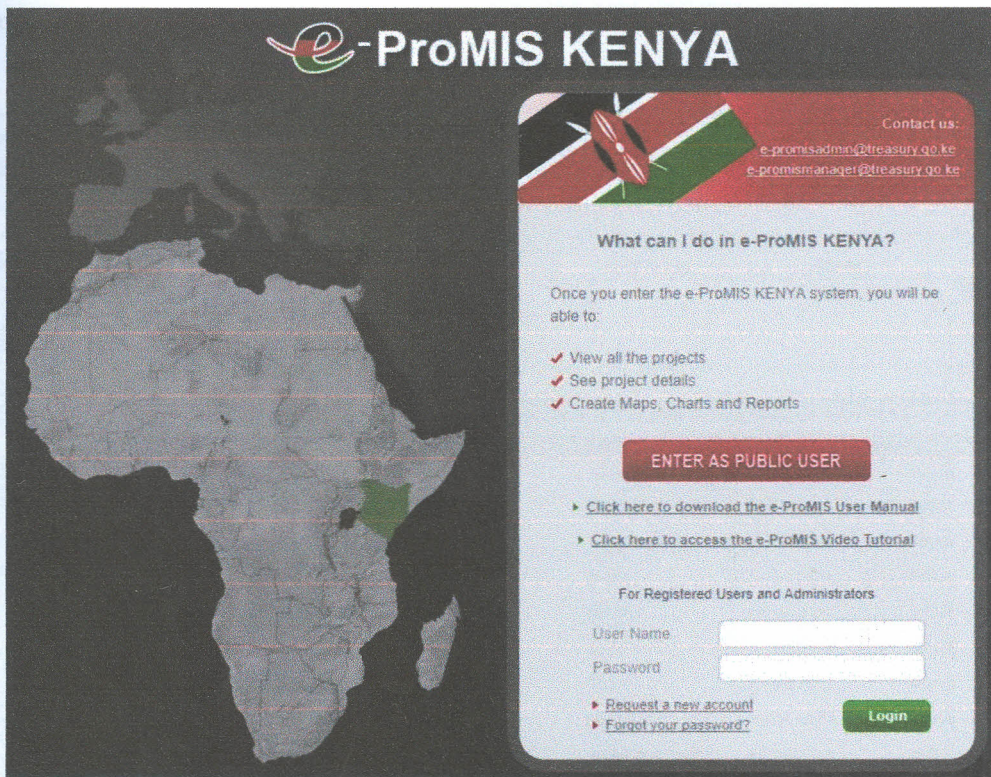 e-ProMIS KENYA
Contact us:
e-promisadmin@treasury.go.ke
e-promismanager@treasury.go.ke
What can I do in e-ProMIS KENYA?
Once you enter the e-ProMIS KENYA system, you will be
able to:
View all the projects
See project details
Create Maps, Charts and Reports
ENTER AS PUBLIC USER
Click here to download the e-ProMIS User Manual
Click here to access the e-ProMIS Video Tutorial
For Registered Users and Administrators
User Name
Password
Request a new account
Forgot your password?
Login